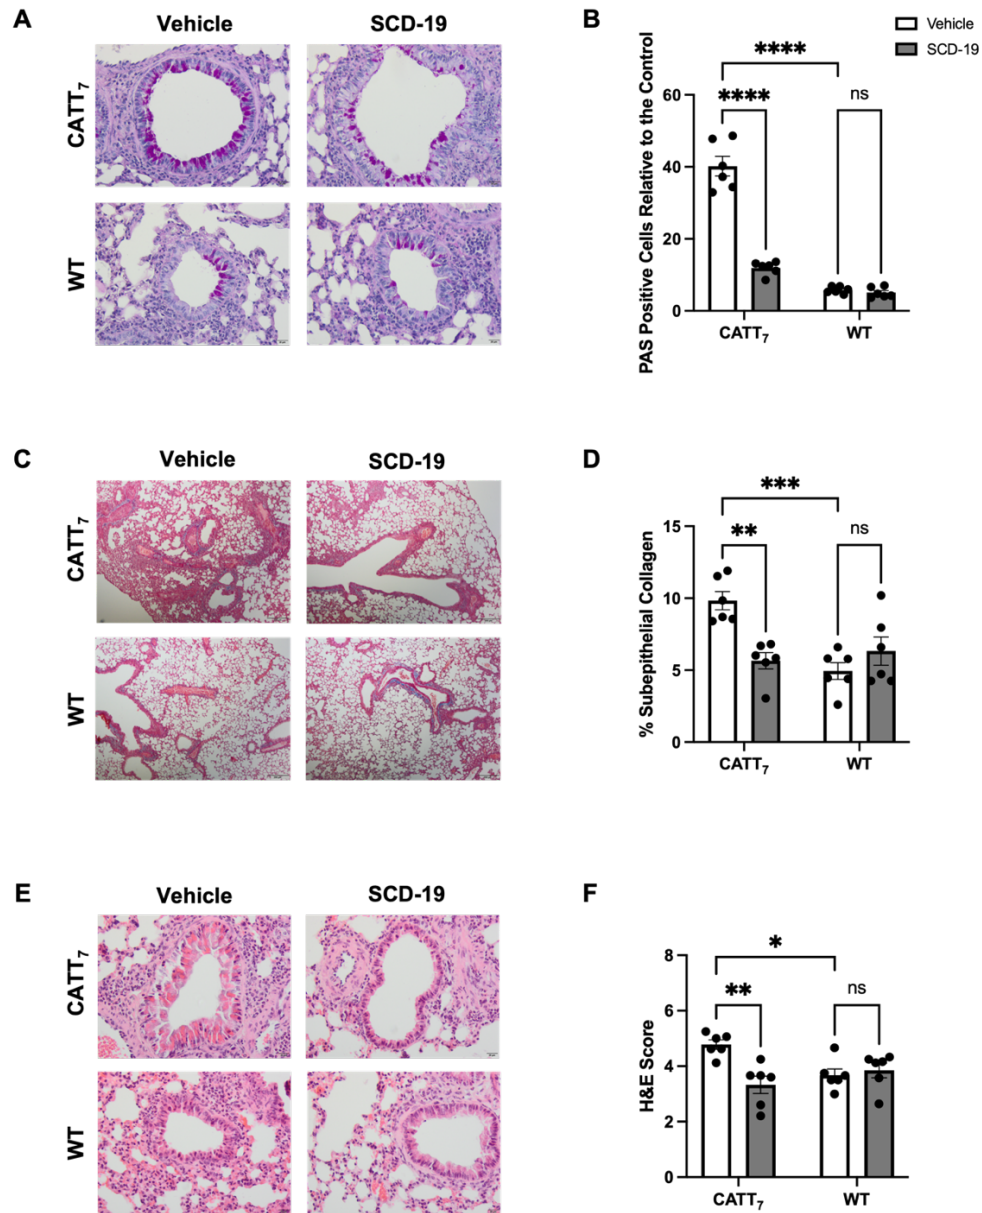 A
Vehicle
SCD-19
CATT₇
WT
B
Vehicle
SCD-19
PAS Positive Cells Relative to the Control
60
40
20
0
****
****
ns
CATT₇
WT
C
Vehicle
SCD-19
CATT₇
WT
D
% Subepithelial Collagen
15
10
5
0
***
**
ns
CATT₇
WT
E
Vehicle
SCD-19
CATT₇
WT
F
H&E Score
8
6
4
2
0
*
**
ns
CATT₇
WT